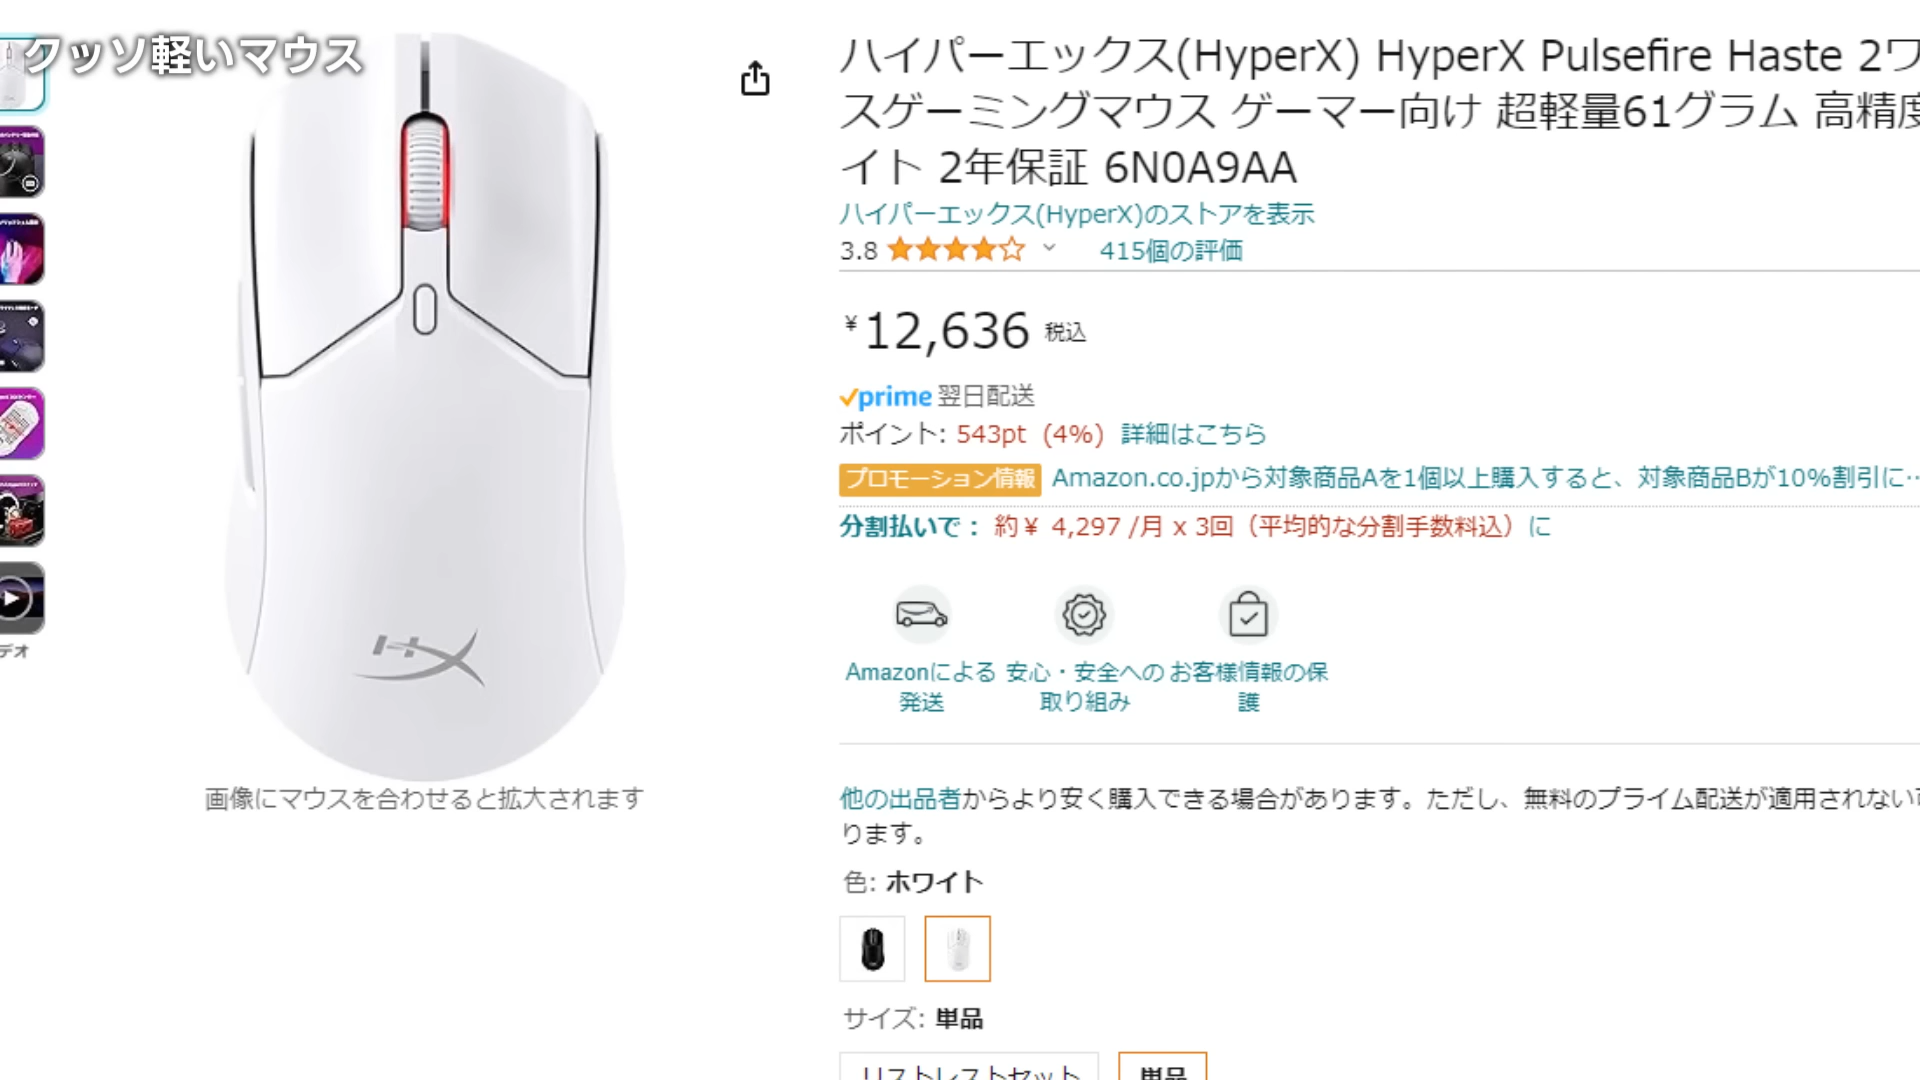 クッソ軽いマウス
ハイパーエックス(HyperX) HyperX Pulsefire Haste 2ワ
スゲーミングマウス ゲーマー向け 超軽量61グラム 高精度
イト 2年保証 6N0A9AA
ハイパーエックス(HyperX)のストアを表示
3.8 415個の評価
¥12,636 税込
prime 翌日配送
ポイント: 543pt (4%) 詳細はこちら
プロモーション情報 Amazon.co.jpから対象商品Aを1個以上購入すると、対象商品Bが10%割引に…
分割払いで： 約￥ 4,297 /月 x 3回（平均的な分割手数料込）に
Amazonによる
発送
安心・安全への
取り組み
お客様情報の保
護
デオ
HX
画像にマウスを合わせると拡大されます
他の出品者からより安く購入できる場合があります。ただし、無料のプライム配送が適用されない
ります。
色: ホワイト
サイズ: 単品
リストレストセット
単品